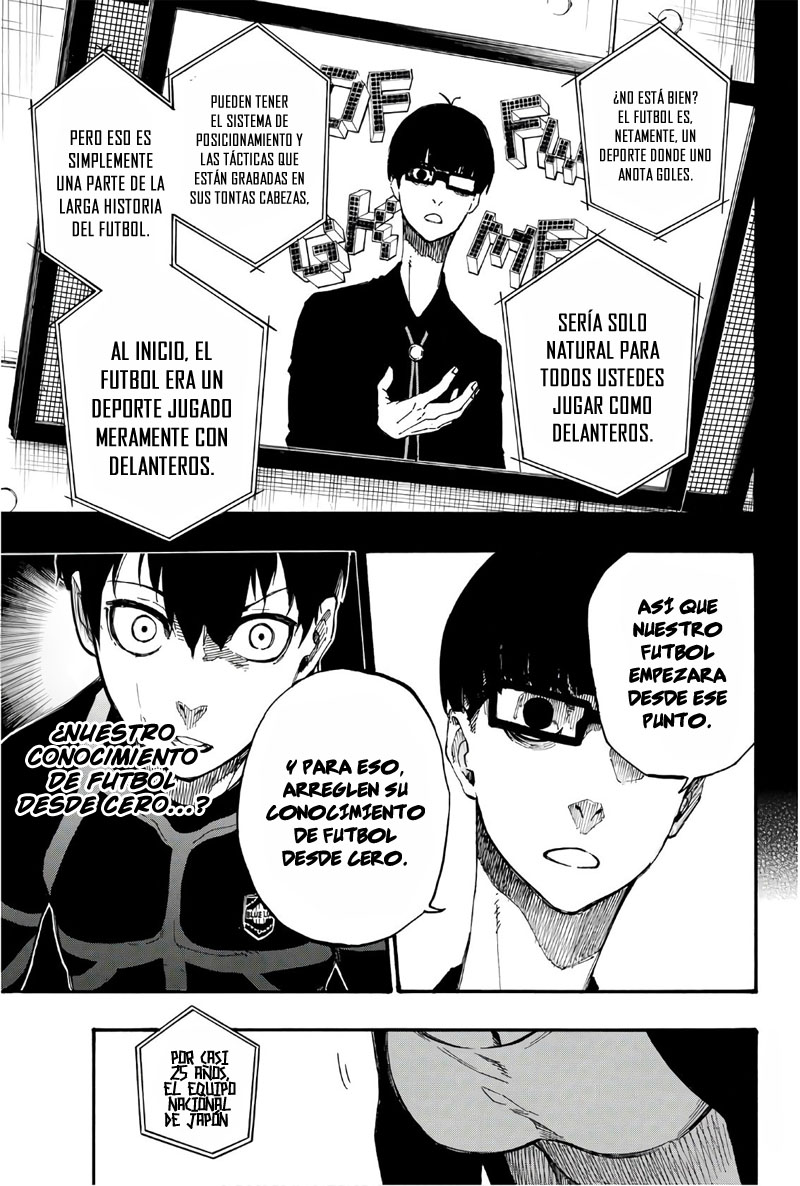 ¿NO ESTÁ BIEN?
EL FUTBOL ES,
NETAMENTE, UN
DEPORTE DONDE UNO
ANOTA GOLES.
PUEDEN TENER
EL SISTEMA DE
POSICIONAMIENTO Y
LAS TÁCTICAS QUE
ESTÁN GRABADAS EN
SUS TONTAS CABEZAS,
PERO ESO ES
SIMPLEMENTE
UNA PARTE DE LA
LARGA HISTORIA
DEL FUTBOL.
DF
FW
GK
MF
AL INICIO, EL
FUTBOL ERA UN
DEPORTE JUGADO
MERAMENTE CON
DELANTEROS.
SERÍA SOLO
NATURAL PARA
TODOS USTEDES
JUGAR COMO
DELANTEROS.
ASÍ QUE
NUESTRO
FUTBOL
EMPEZARA
DESDE ESE
PUNTO.
Y PARA ESO,
ARREGLEN SU
CONOCIMIENTO
DE FUTBOL
DESDE CERO.
¿NUESTRO
CONOCIMIENTO
DE FUTBOL
DESDE CERO...?
POR CASI
25 AÑOS,
EL EQUIPO
NACIONAL
DE JAPÓN